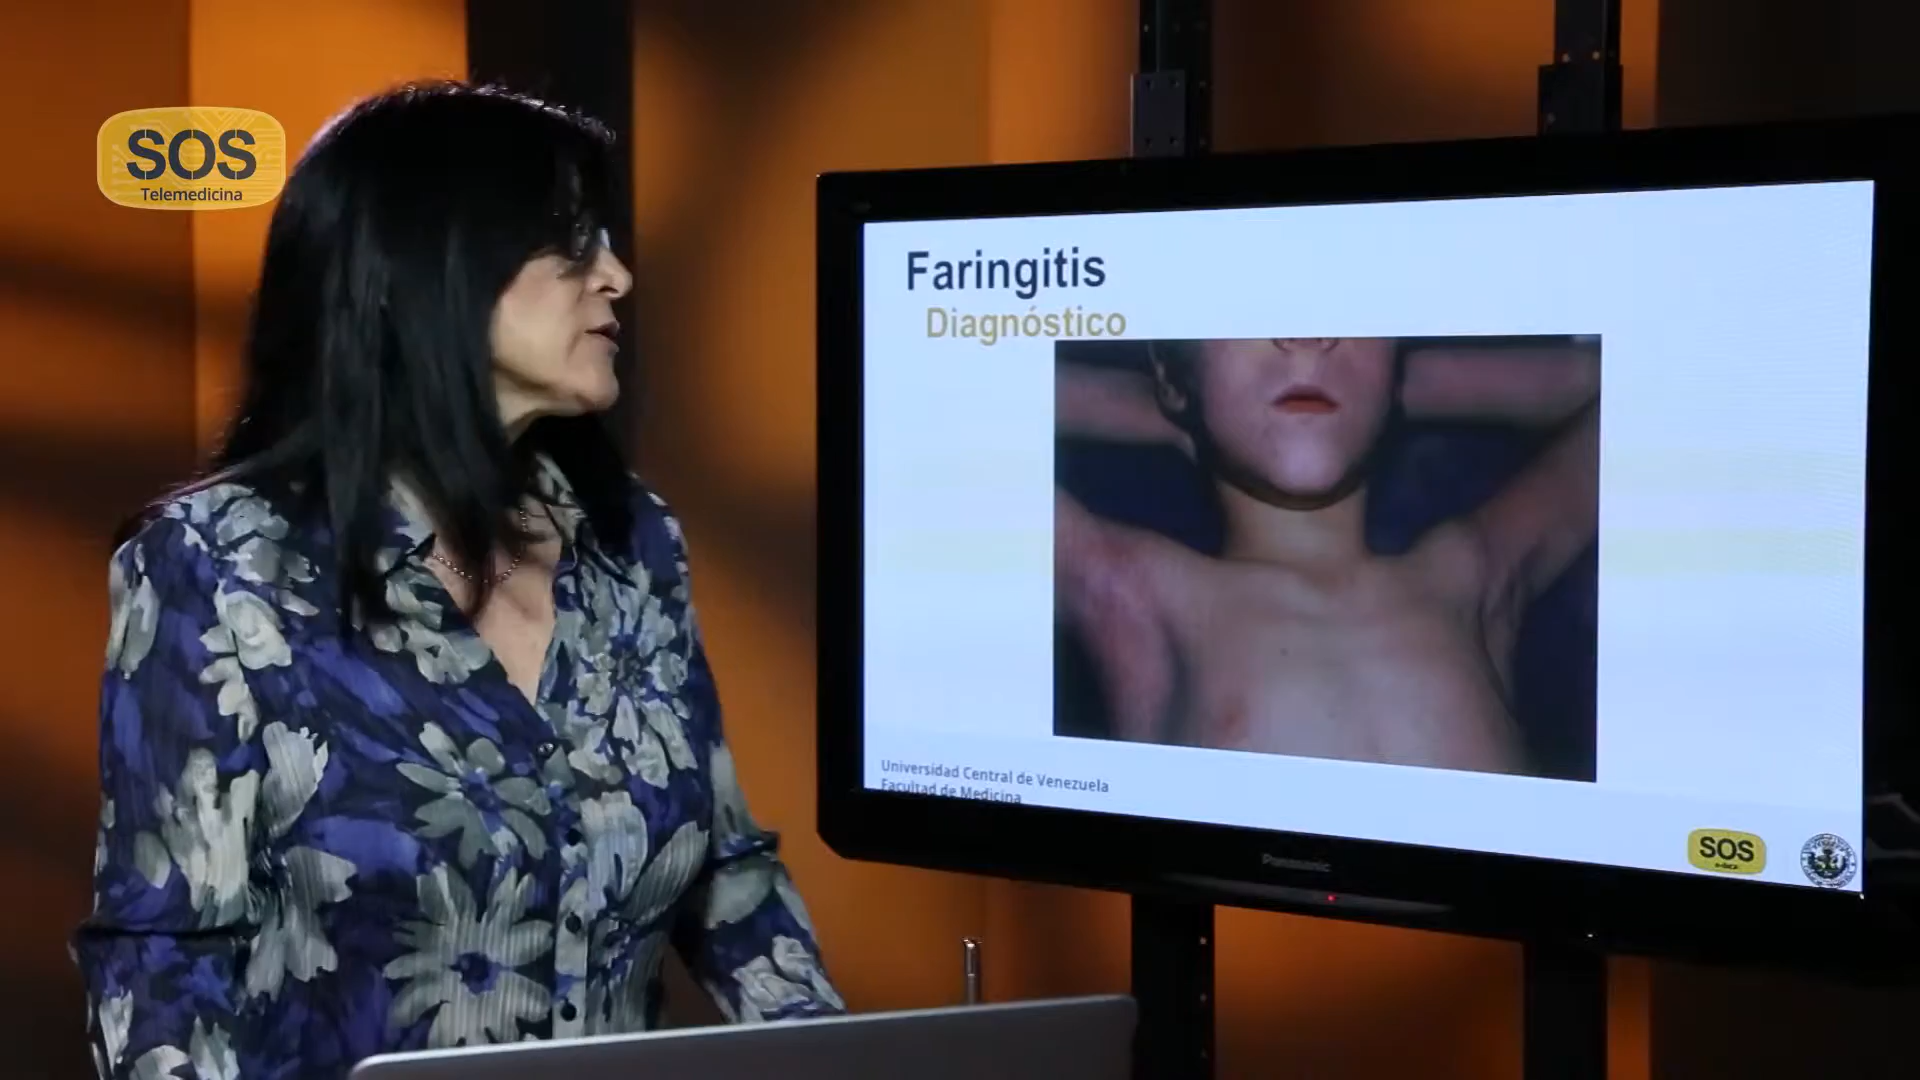 SOS
Telemedicina
Faringitis
Diagnóstico
Universidad Central de Venezuela
Facultad de Medicina
SOS
Panasonic